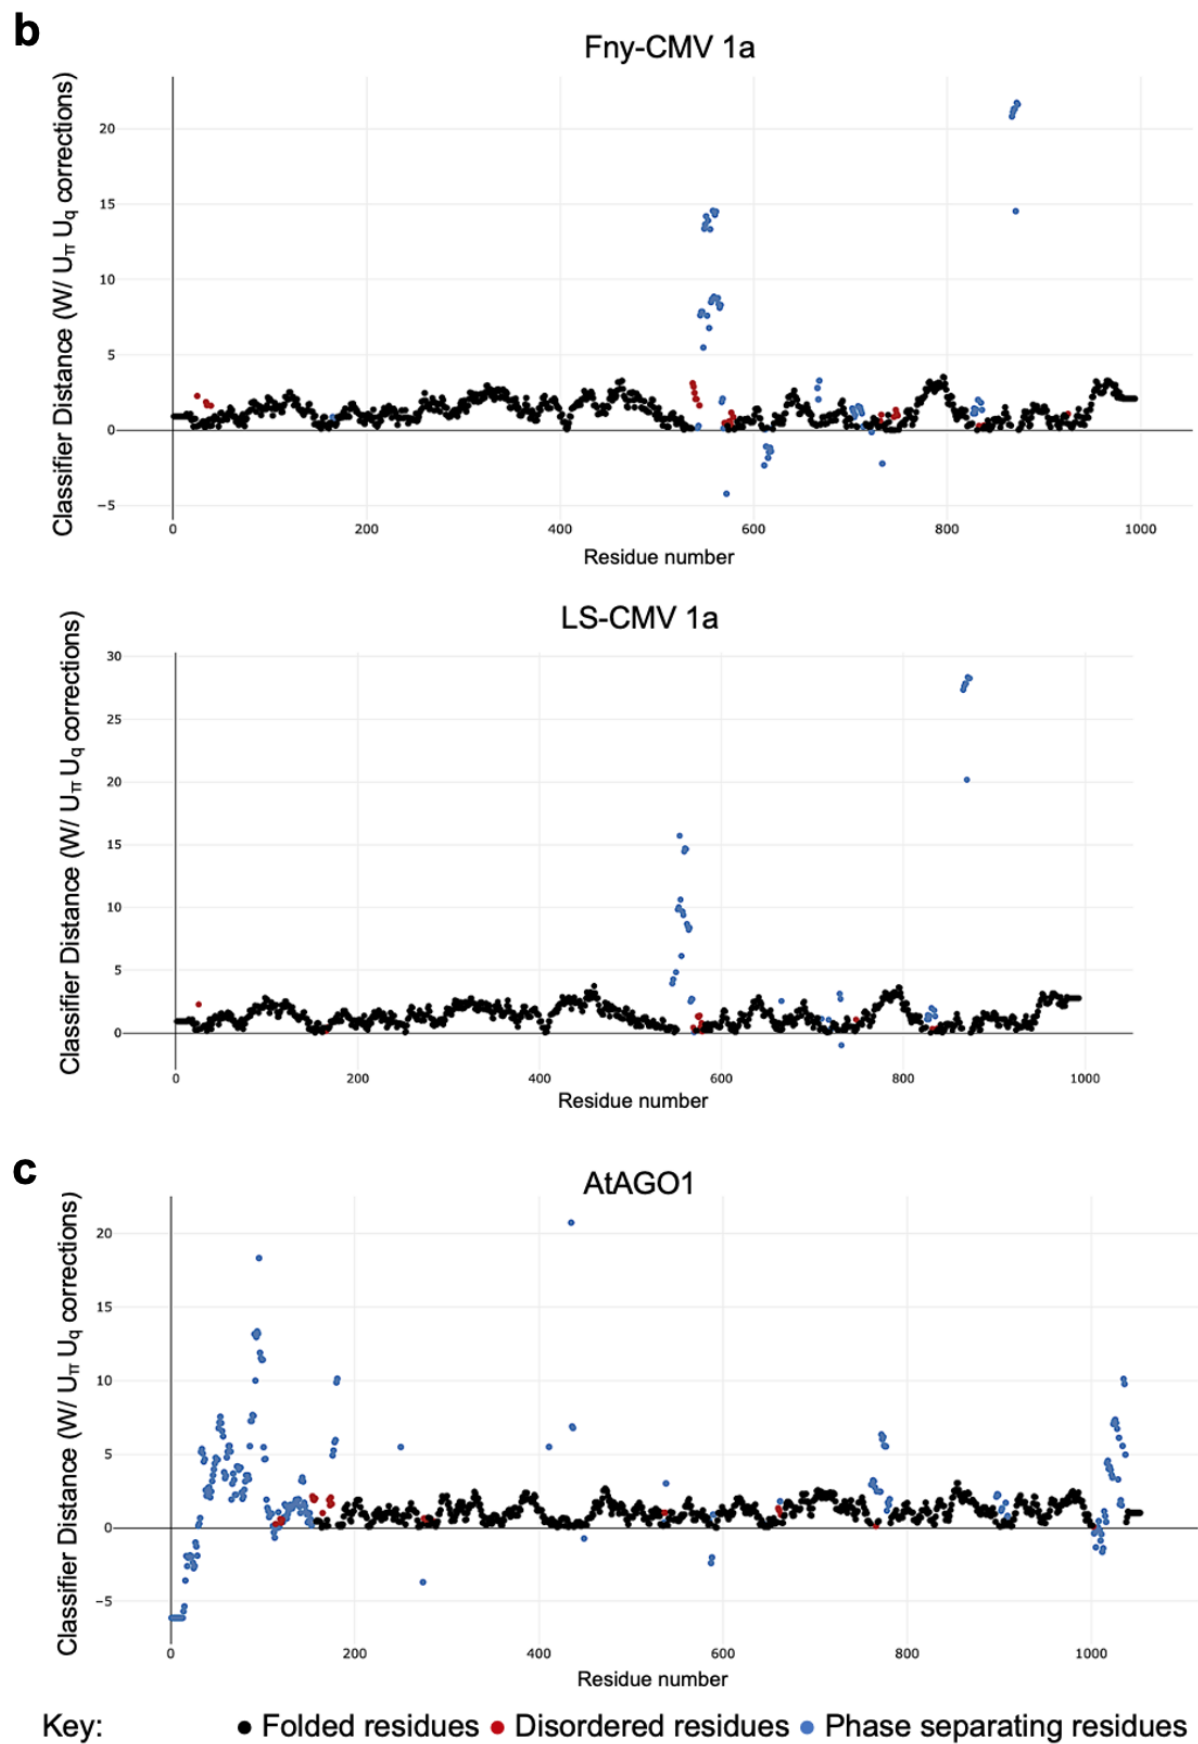 b
Fny-CMV 1a
Classifier Distance (W/ Uπ Uq corrections)
20
15
10
5
0
−5
0 200 400 600 800 1000
Residue number
LS-CMV 1a
Classifier Distance (W/ Uπ Uq corrections)
30
25
20
15
10
5
0
0 200 400 600 800 1000
Residue number
c
AtAGO1
Classifier Distance (W/ Uπ Uq corrections)
20
15
10
5
0
−5
0 200 400 600 800 1000
Residue number
Key: Folded residues Disordered residues Phase separating residues